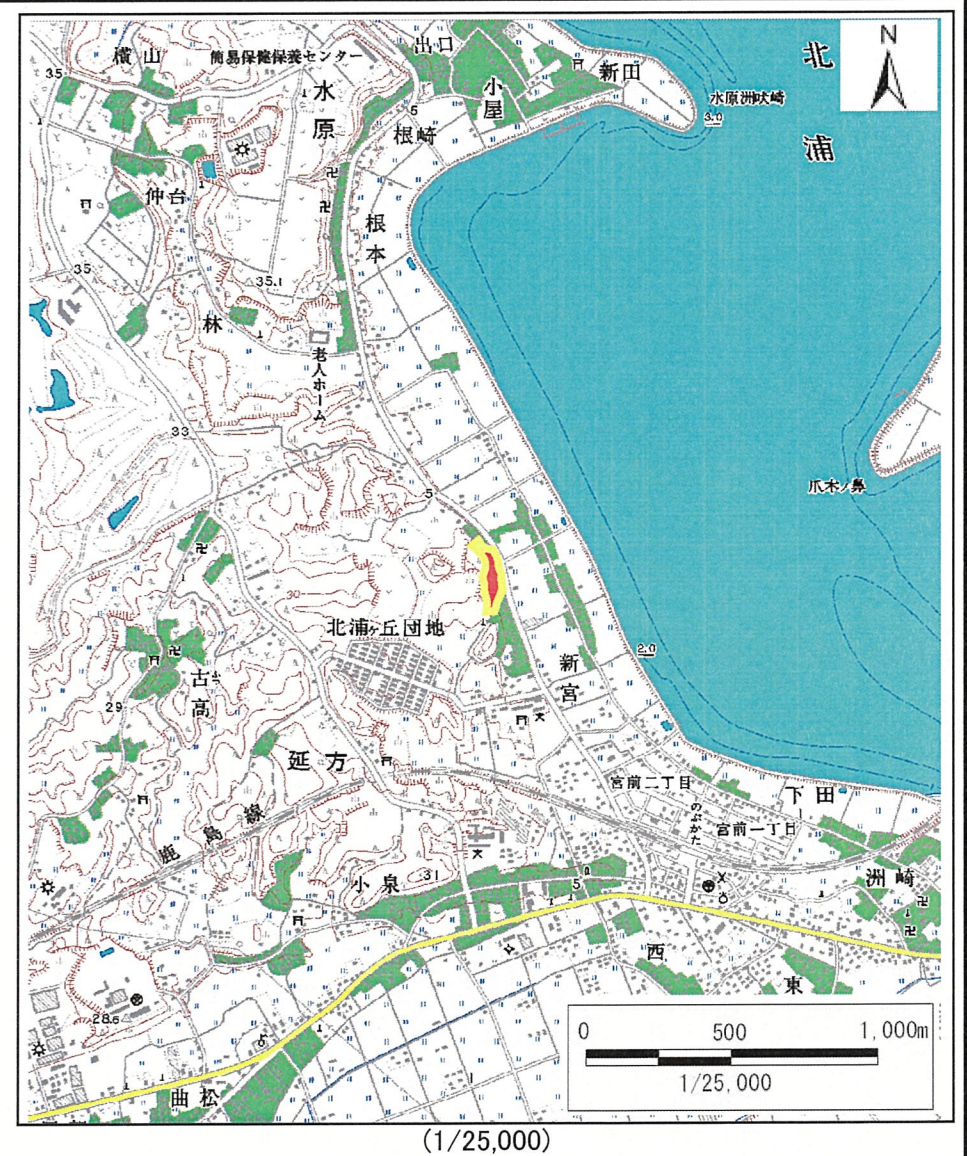 横山
簡易保健保養センター
出口
小屋
新田
北浦
N
水原洲吠崎
3.0
35
水原
5
根崎
仲台
根本
35
35.1
林
老人ホーム
33
5
爪木ノ鼻
30
北浦ヶ丘団地
新宮
2.0
古高
29
延方
宮前二丁目
下田
のぶかた
宮前一丁目
鹿島線
小泉
31
5
洲崎
西
東
28.6
曲松
0 500 1,000m
1/25,000
(1/25,000)